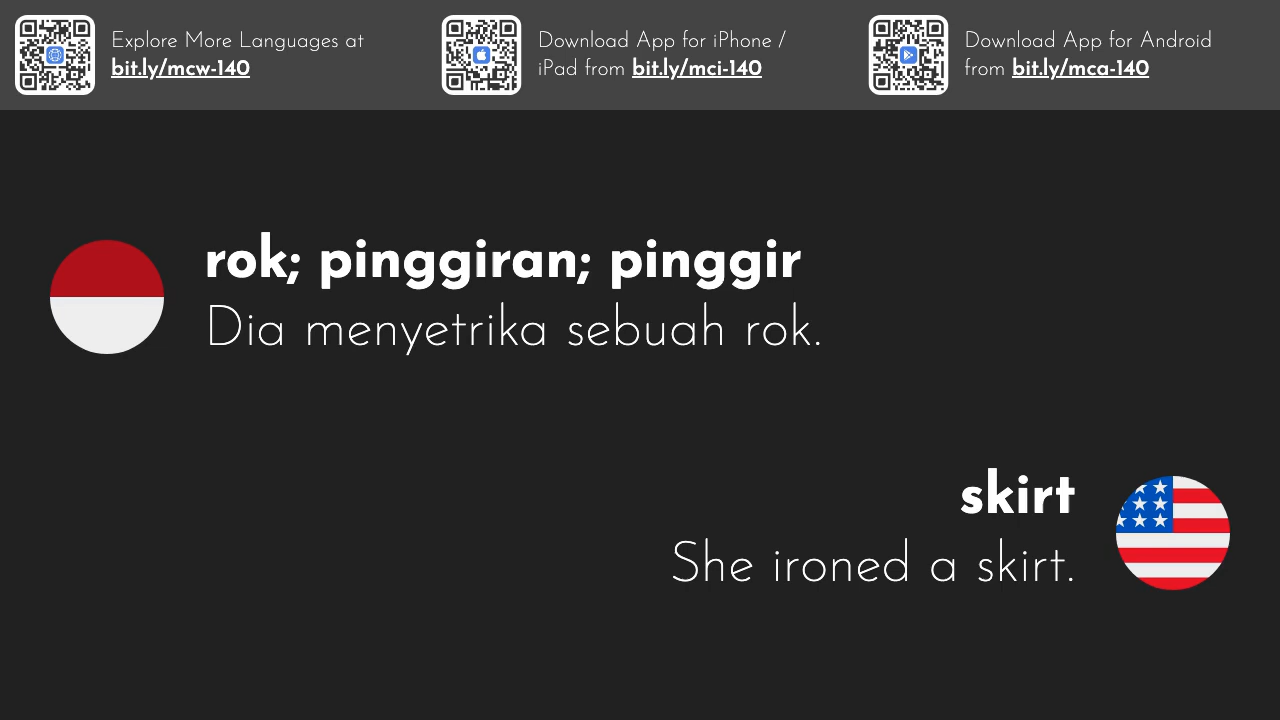 Explore More Languages at
bit.ly/mcw-140
Download App for iPhone /
iPad from bit.ly/mci-140
Download App for Android
from bit.ly/mca-140
rok; pinggiran; pinggir
Dia menyetrika sebuah rok.
skirt
She ironed a skirt.